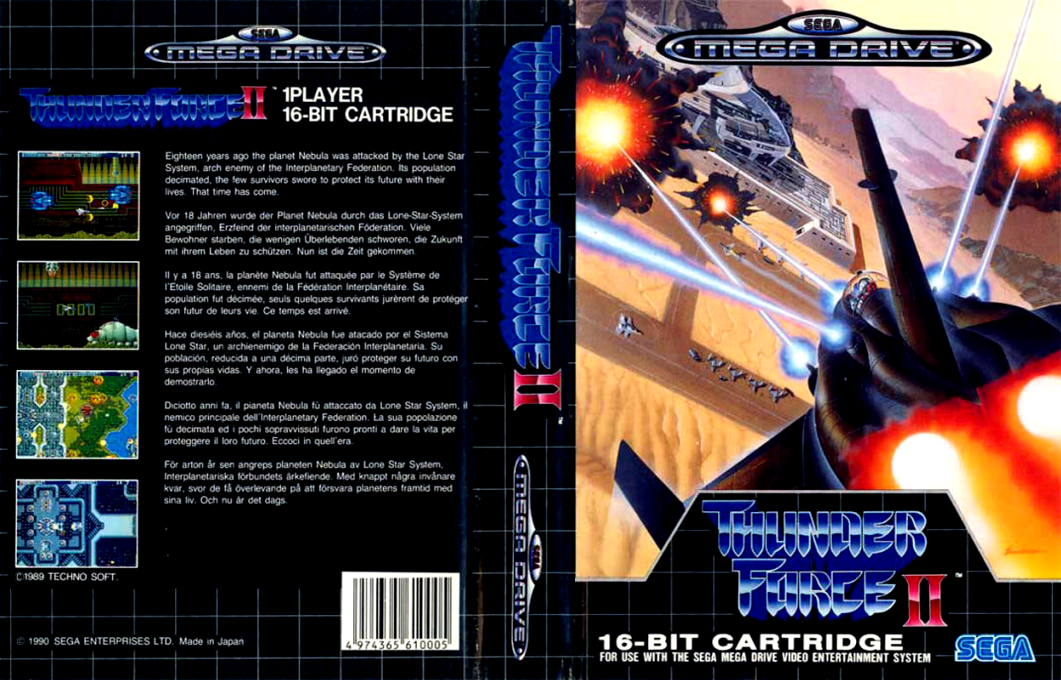 SEGA
MEGA DRIVE
THUNDER FORCE II™
1PLAYER
16-BIT CARTRIDGE
Eighteen years ago the planet Nebula was attacked by the Lone Star
System, arch enemy of the Interplanetary Federation. Its population
decimated, the few survivors swore to protect its future with their
lives. That time has come.
Vor 18 Jahren wurde der Planet Nebula durch das Lone-Star-System
angegriffen, Erzfeind der interplanetarischen Föderation. Viele
Bewohner starben, die wenigen Überlebenden schworen, die Zukunft
mit ihrem Leben zu schützen. Nun ist die Zeit gekommen.
Il y a 18 ans, la planète Nebula fut attaquée par le Système de
l'Etoile Solitaire, ennemi de la Fédération Interplanétaire. Sa
population fut décimée, seuls quelques survivants jurèrent de protéger
son futur de leurs vie. Ce temps est arrivé.
Hace diesiéis años, el planeta Nebula fue atacado por el Sistema
Lone Star, un archienemigo de la Federación Interplanetaria. Su
población, reducida a una décima parte, juró proteger su futuro con
sus propias vidas. Y ahora, les ha llegado el momento de
demostrarlo.
Diciotto anni fa, il pianeta Nebula fù attaccato da Lone Star System, il
nemico principale dell'Interplanetary Federation. La sua popolazione
fù decimata ed i pochi sopravvissuti furono pronti a dare la vita per
proteggere il loro futuro. Eccoci in quell'era.
För arton år sen angreps planeten Nebula av Lone Star System,
Interplanetariska förbundets ärkefiende. Med knappt några invånare
kvar, svor de få överlevande på att försvara planetens framtid med
sina liv. Och nu är det dags.
©1989 TECHNO SOFT.
© 1990 SEGA ENTERPRISES LTD. Made in Japan
4 974365 610005
THUNDER FORCE II
™
SEGA
MEGA DRIVE
SEGA
MEGA DRIVE
THUNDER
FORCE II™
16-BIT CARTRIDGE
FOR USE WITH THE SEGA MEGA DRIVE VIDEO ENTERTAINMENT SYSTEM
SEGA